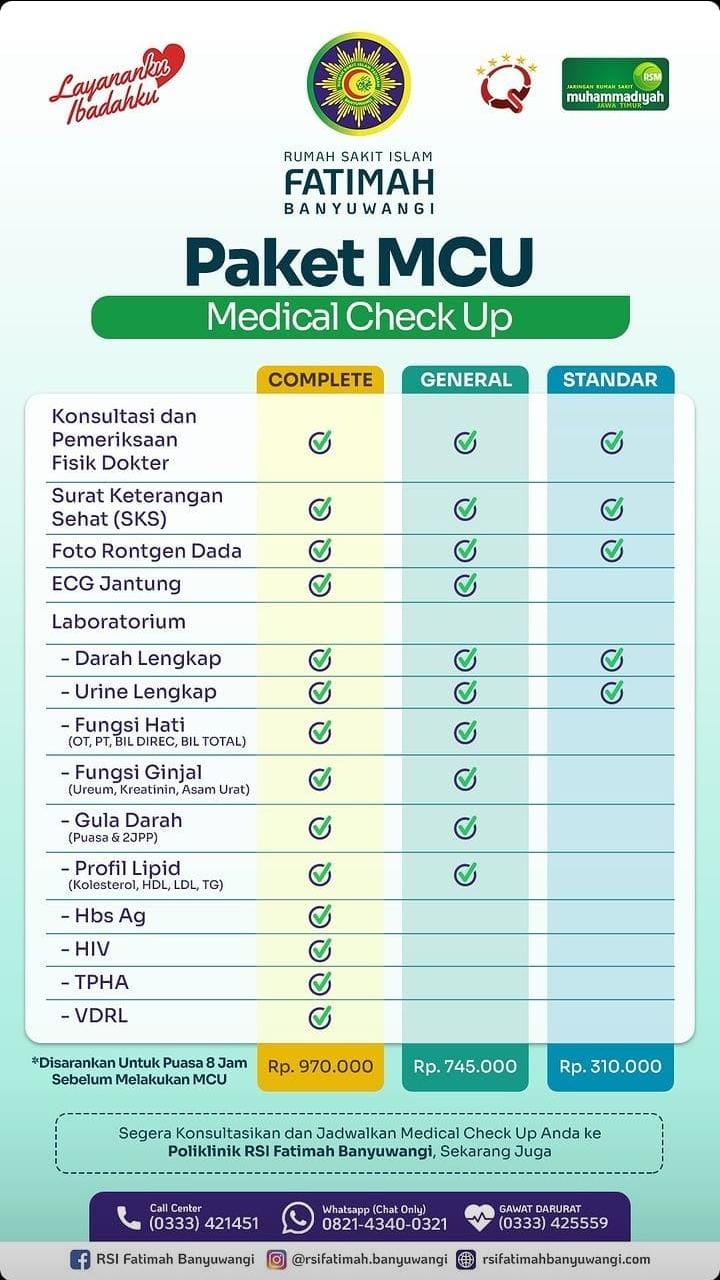 Layananku
Ibadahku
JARINGAN RUMAH SAKIT
RSM
muhammadiyah
JAWA TIMUR
RUMAH SAKIT ISLAM
FATIMAH
BANYUWANGI
Paket MCU
Medical Check Up
COMPLETE GENERAL STANDAR
Konsultasi dan
Pemeriksaan
Fisik Dokter
Surat Keterangan
Sehat (SKS)
Foto Rontgen Dada
ECG Jantung
Laboratorium
- Darah Lengkap
- Urine Lengkap
- Fungsi Hati
(OT, PT, BIL DIREC, BIL TOTAL)
- Fungsi Ginjal
(Ureum, Kreatinin, Asam Urat)
- Gula Darah
(Puasa & 2JPP)
- Profil Lipid
(Kolesterol, HDL, LDL, TG)
- Hbs Ag
- HIV
- TPHA
- VDRL
*Disarankan Untuk Puasa 8 Jam
Sebelum Melakukan MCU
Rp. 970.000 Rp. 745.000 Rp. 310.000
Segera Konsultasikan dan Jadwalkan Medical Check Up Anda ke
Poliklinik RSI Fatimah Banyuwangi, Sekarang Juga
Call Center
(0333) 421451
Whatsapp (Chat Only)
0821-4340-0321
GAWAT DARURAT
(0333) 425559
RSI Fatimah Banyuwangi @rsifatimah.banyuwangi rsifatimahbanyuwangi.com